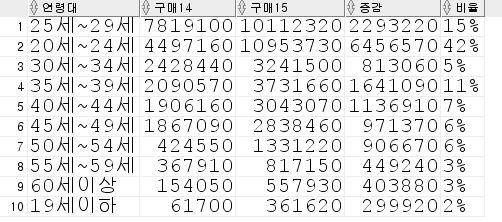 연령대 구매14 구매15 증감 비율
1 25세~29세 7819100 10112320 2293220 15%
2 20세~24세 4497160 10953730 6456570 42%
3 30세~34세 2428440 3241500 813060 5%
4 35세~39세 2090570 3731660 1641090 11%
5 40세~44세 1906160 3043070 1136910 7%
6 45세~49세 1867090 2838460 971370 6%
7 50세~54세 424550 1331220 906670 6%
8 55세~59세 367910 817150 449240 3%
9 60세이상 154050 557930 403880 3%
10 19세이하 61700 361620 299920 2%